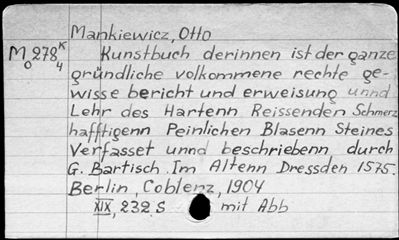 Mankiewicz, Otto
M 278 K
O 4
Kunstbuch derinnen ist der ganze
gründliche volkommene rechte ge-
wisse bericht und erweisung unnd
Lehr des Hartenn Reissenden Schmerz
hafftigenn Peinlichen Blasenn Steines
Verfasset unnd beschriebenn durch
G. Bartisch. Im Altenn Dressden 1575.
Berlin, Coblenz, 1904
XIX, 232 S mit Abb